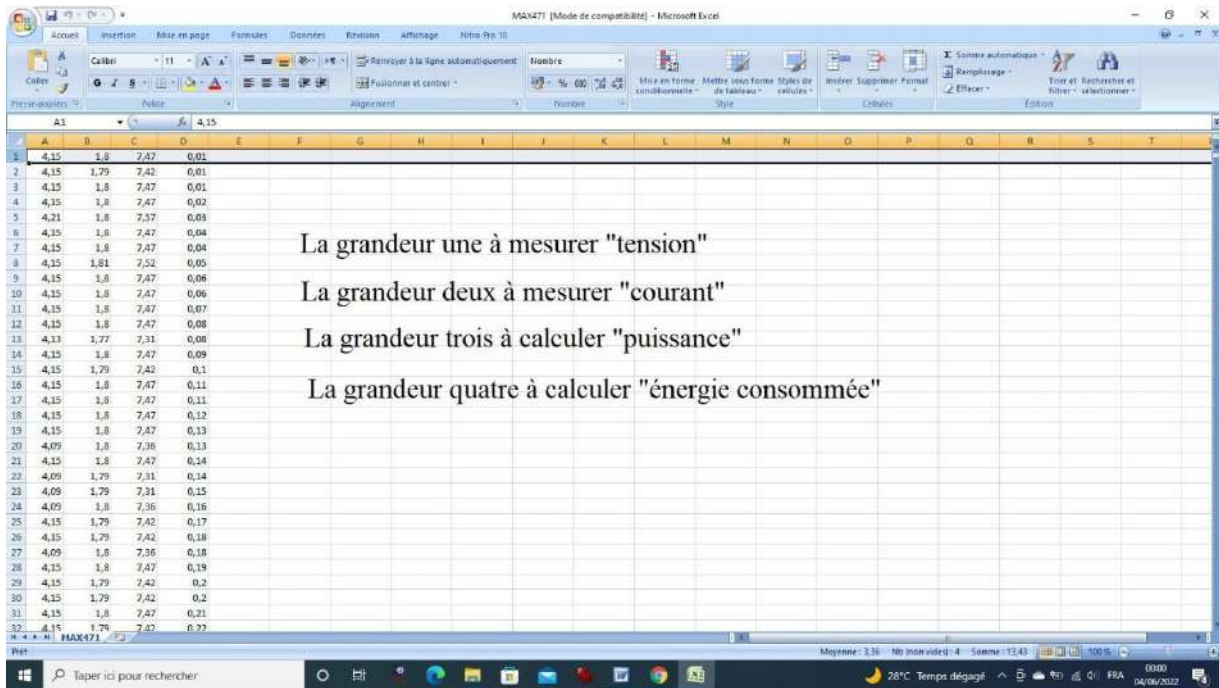 MAX471 [Mode de compatibilité] - Microsoft Excel
Accueil Insertion Mise en page Formules Données Révision Affichage Nitro Pro 10
Coller
Calibri 11
Renvoyer à la ligne automatiquement
Nombre
Mise en forme conditionnelle
Mettre sous forme de tableau
Styles de cellules
Insérer Supprimer Format
Σ Somme automatique
Remplissage
Effacer
Trier et filtrer
Rechercher et sélectionner
G I S
Fusionner et centrer
% 000
Presse-papiers Police Alignement Nombre Style Cellules Édition
A1 fx 4,15
A B C D E F G H I J K L M N O P Q R S T
1 4,15 1,8 7,47 0,01
2 4,15 1,79 7,42 0,01
3 4,15 1,8 7,47 0,01
4 4,15 1,8 7,47 0,02
5 4,21 1,8 7,57 0,03
6 4,15 1,8 7,47 0,04
7 4,15 1,8 7,47 0,04
La grandeur une à mesurer "tension"
8 4,15 1,81 7,52 0,05
9 4,15 1,8 7,47 0,06
10 4,15 1,8 7,47 0,06
La grandeur deux à mesurer "courant"
11 4,15 1,8 7,47 0,07
12 4,15 1,8 7,47 0,08
13 4,13 1,77 7,31 0,08
La grandeur trois à calculer "puissance"
14 4,15 1,8 7,47 0,09
15 4,15 1,79 7,42 0,1
16 4,15 1,8 7,47 0,11
La grandeur quatre à calculer "énergie consommée"
17 4,15 1,8 7,47 0,11
18 4,15 1,8 7,47 0,12
19 4,15 1,8 7,47 0,13
20 4,09 1,8 7,36 0,13
21 4,15 1,8 7,47 0,14
22 4,09 1,79 7,31 0,14
23 4,09 1,79 7,31 0,15
24 4,09 1,8 7,36 0,16
25 4,15 1,79 7,42 0,17
26 4,15 1,79 7,42 0,18
27 4,09 1,8 7,36 0,18
28 4,15 1,8 7,47 0,19
29 4,15 1,79 7,42 0,2
30 4,15 1,79 7,42 0,2
31 4,15 1,8 7,47 0,21
32 4,15 1,79 7,42 0,22
MAX471
Prêt Moyenne : 3,36 Nb (non vides) : 4 Somme : 13,43 100 %
Taper ici pour rechercher
28°C Temps dégagé FRA 00:00
04/06/2022